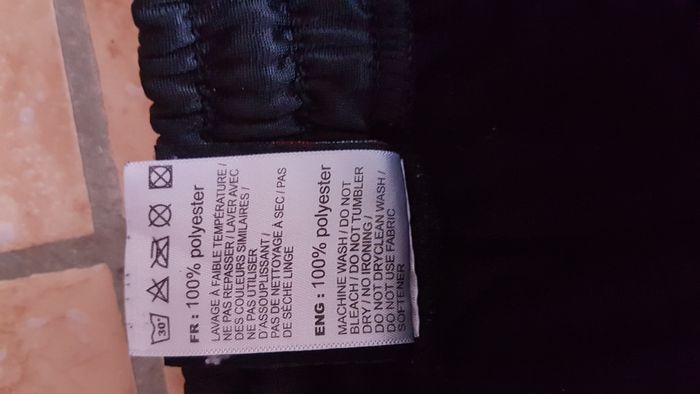 30°
FR : 100% polyester
LAVAGE À FAIBLE TEMPÉRATURE /
NE PAS REPASSER / LAVER AVEC
DES COULEURS SIMILAIRES /
NE PAS UTILISER
D'ASSOUPLISSANT /
PAS DE NETTOYAGE À SEC / PAS
DE SÈCHE LINGE
ENG : 100% polyester
MACHINE WASH / DO NOT
BLEACH / DO NOT TUMBLER
DRY / NO IRONING /
DO NOT DRYCLEAN WASH /
DO NOT USE FABRIC
SOFTENER